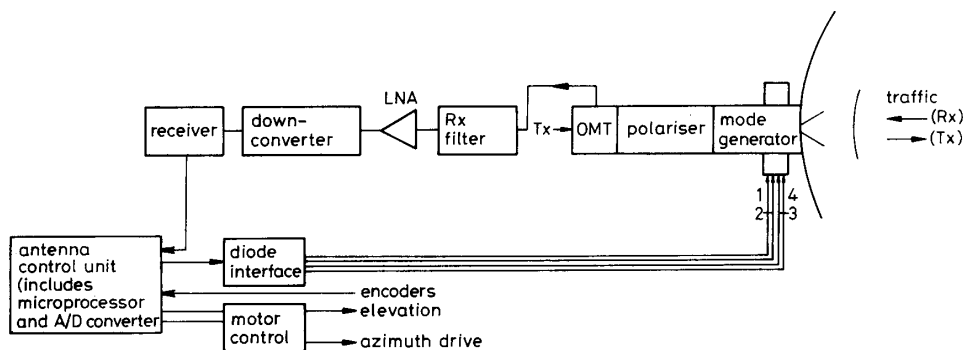 LNA
traffic
(Rx)
(Tx)
receiver
down-
converter
Rx
filter
Tx
OMT
polariser
mode
generator
1
4
2
3
antenna
control unit
(includes
microprocessor
and A/D converter
diode
interface
encoders
elevation
motor
control
azimuth drive